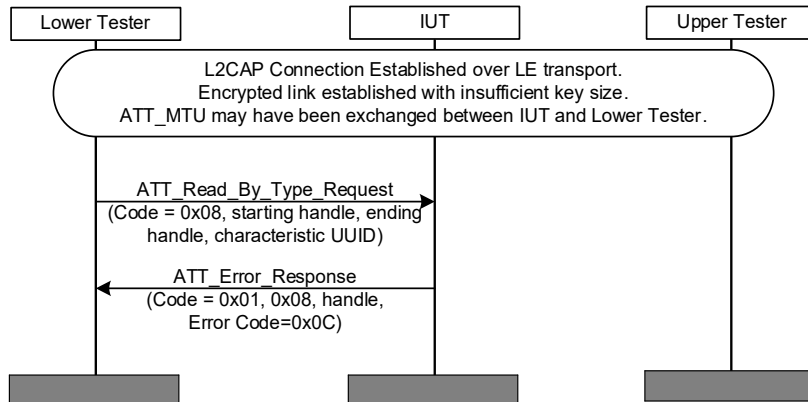 Lower Tester
IUT
Upper Tester
L2CAP Connection Established over LE transport.
Encrypted link established with insufficient key size.
ATT_MTU may have been exchanged between IUT and Lower Tester.
ATT_Read_By_Type_Request
(Code = 0x08, starting handle, ending
handle, characteristic UUID)
ATT_Error_Response
(Code = 0x01, 0x08, handle,
Error Code=0x0C)